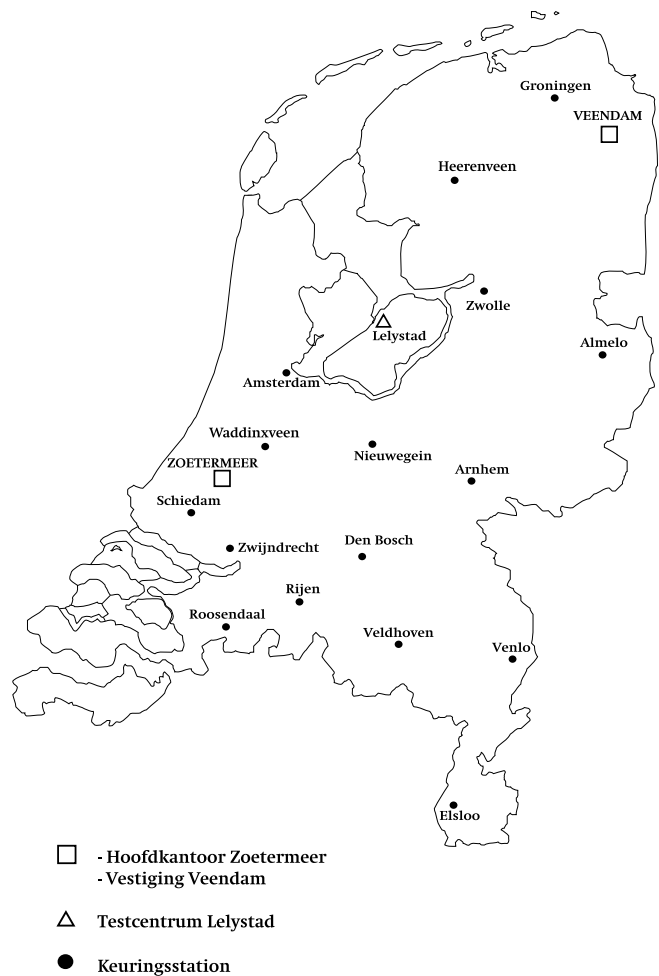 Groningen
VEENDAM
Heerenveen
Zwolle
Lelystad
Almelo
Amsterdam
Waddinxveen
Nieuwegein
ZOETERMEER
Arnhem
Schiedam
Den Bosch
Zwijndrecht
Rijen
Roosendaal
Veldhoven
Venlo
Elsloo
- Hoofdkantoor Zoetermeer
- Vestiging Veendam
Testcentrum Lelystad
Keuringsstation